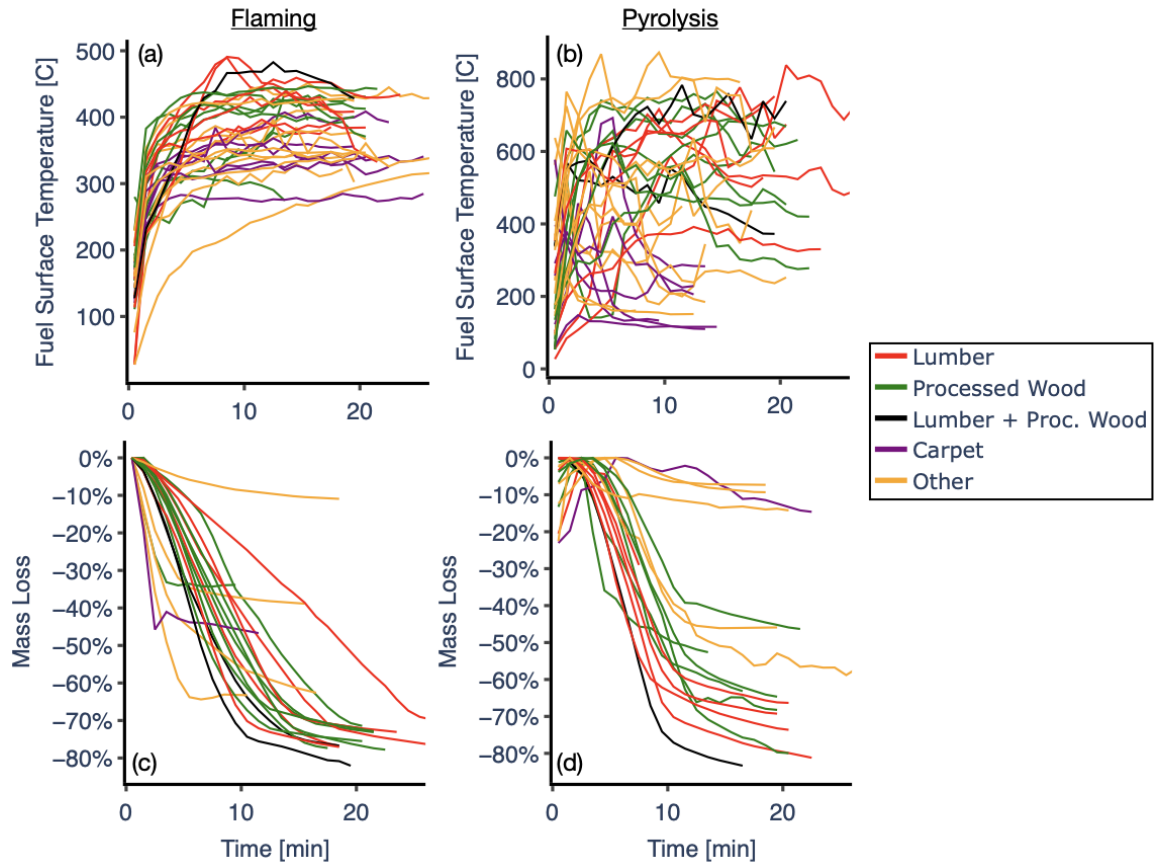 Flaming
Pyrolysis
(a)
(b)
Fuel Surface Temperature [C]
500
400
300
200
100
0
10
20
Fuel Surface Temperature [C]
800
600
400
200
0
0
10
20
Lumber
Processed Wood
Lumber + Proc. Wood
Carpet
Other
Mass Loss
0%
−10%
−20%
−30%
−40%
−50%
−60%
−70%
−80%
(c)
0
10
20
Time [min]
Mass Loss
0%
−10%
−20%
−30%
−40%
−50%
−60%
−70%
−80%
(d)
0
10
20
Time [min]